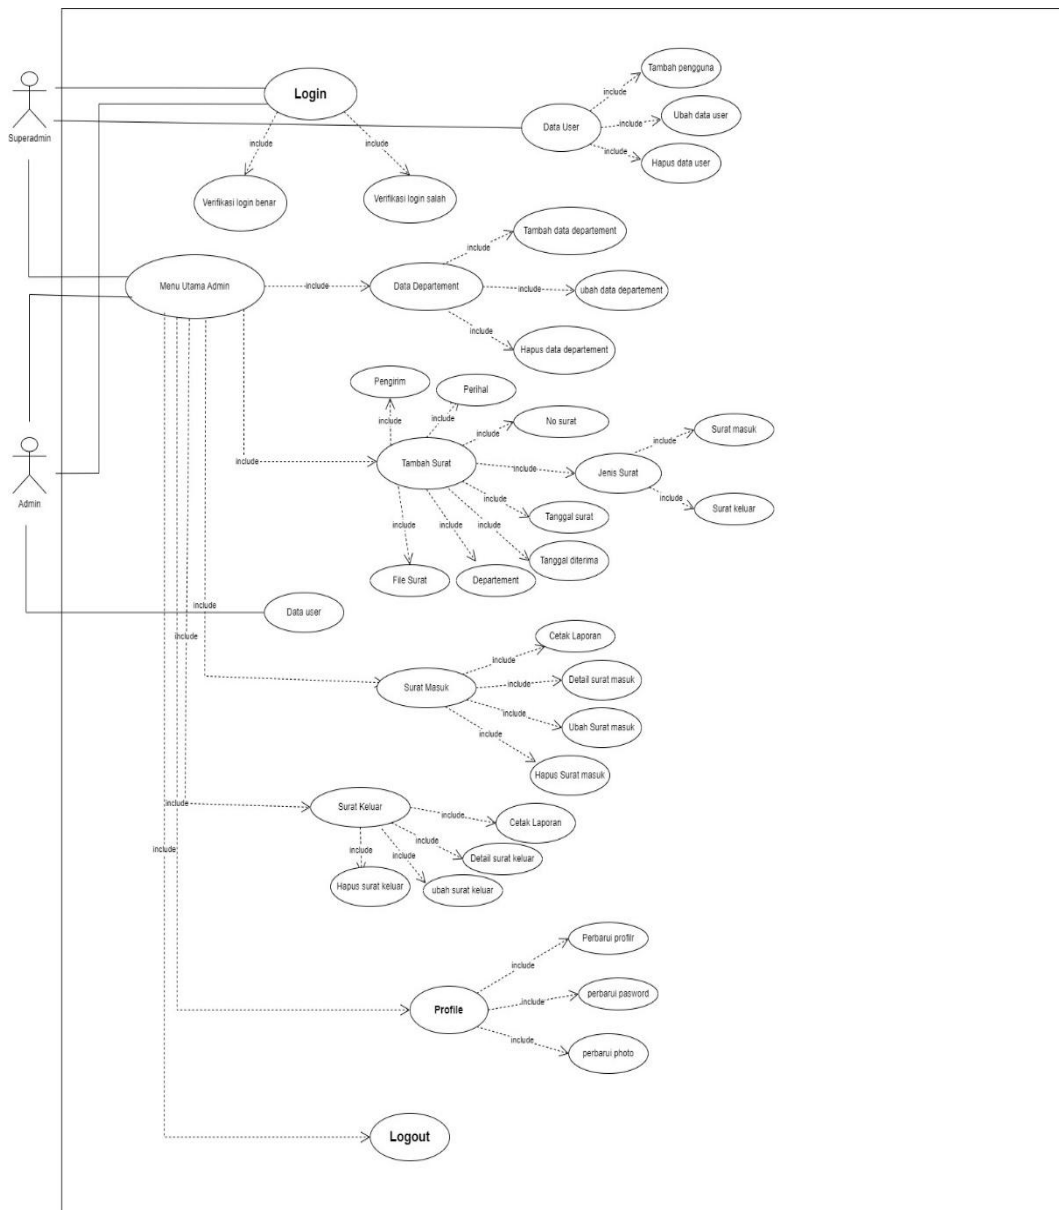 Tambah pengguna
Login
include
Superadmin
Data User
include
Ubah data user
include
Hapus data user
include
include
Verifikasi login benar
Verifikasi login salah
Tambah data departement
include
Menu Utama Admin
include
Data Departement
include
ubah data departement
include
Hapus data departement
Pengirim
Perihal
include
include
No surat
include
Surat masuk
include
include
Tambah Surat
include
Jenis Surat
Admin
include
include
Surat keluar
Tanggal surat
include
include
include
Tanggal diterima
File Surat
Departement
include
Data user
include
Cetak Laporan
include
Surat Masuk
include
Detail surat masuk
include
Ubah Surat masuk
include
Hapus Surat masuk
include
Surat Keluar
include
Cetak Laporan
include
include
include
include
Detail surat keluar
Hapus surat keluar
ubah surat keluar
Perbarui profilr
include
Profile
include
perbarui pasword
include
perbarui photo
Logout